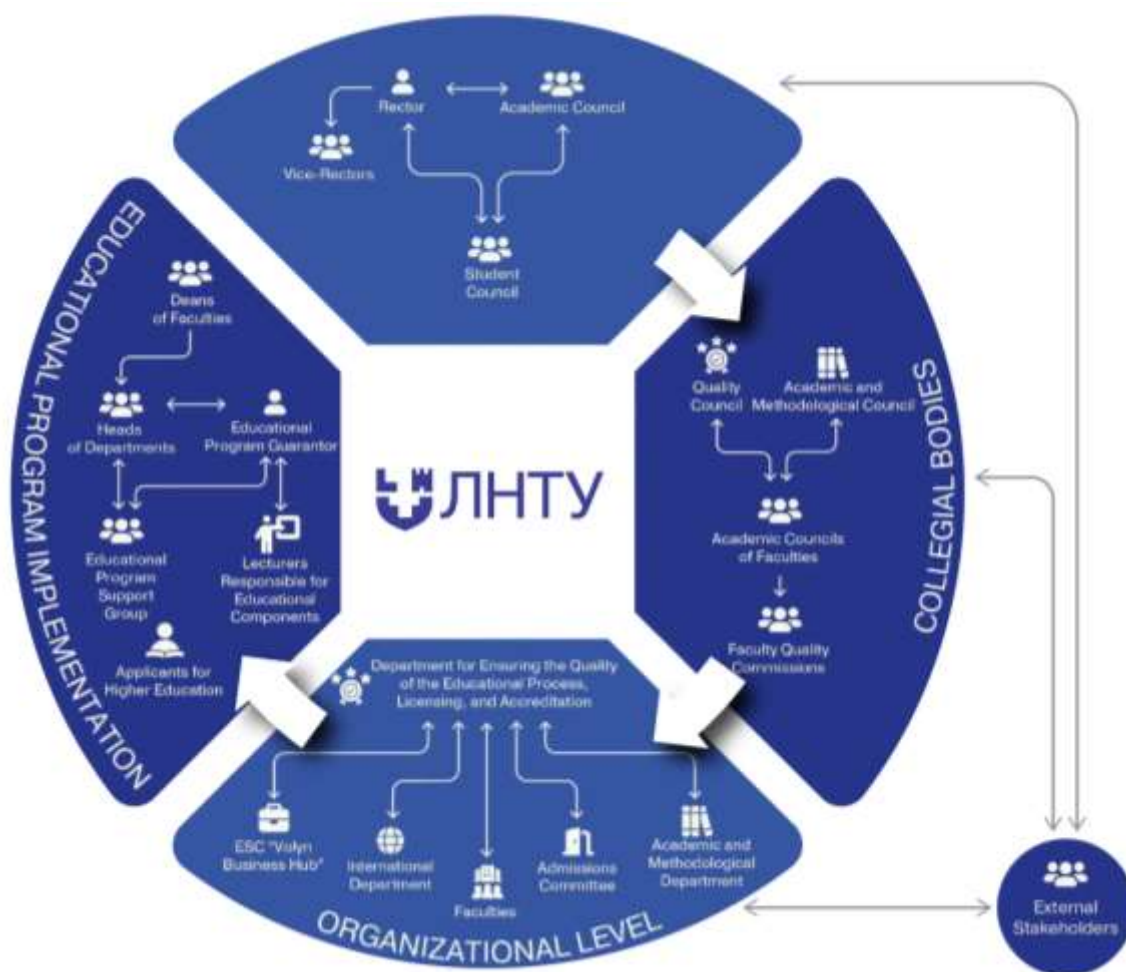 Rector
Academic Council
Vice-Rectors
Student
Council
EDUCATIONAL PROGRAM IMPLEMENTATION
Deans
of Faculties
Heads
of Departments
Educational
Program Guarantor
Educational
Program
Support
Group
Lecturers
Responsible for
Educational
Components
Applicants for
Higher Education
LW
ЛНТУ
COLLEGIAL BODIES
Quality
Council
Academic and
Methodological Council
Academic Councils
of Faculties
Faculty Quality
Commissions
Department for Ensuring the Quality
of the Educational Process,
Licensing, and Accreditation
ESC "Volyn
Business Hub"
International
Department
Faculties
Admissions
Committee
Academic and
Methodological
Department
ORGANIZATIONAL LEVEL
External
Stakeholders